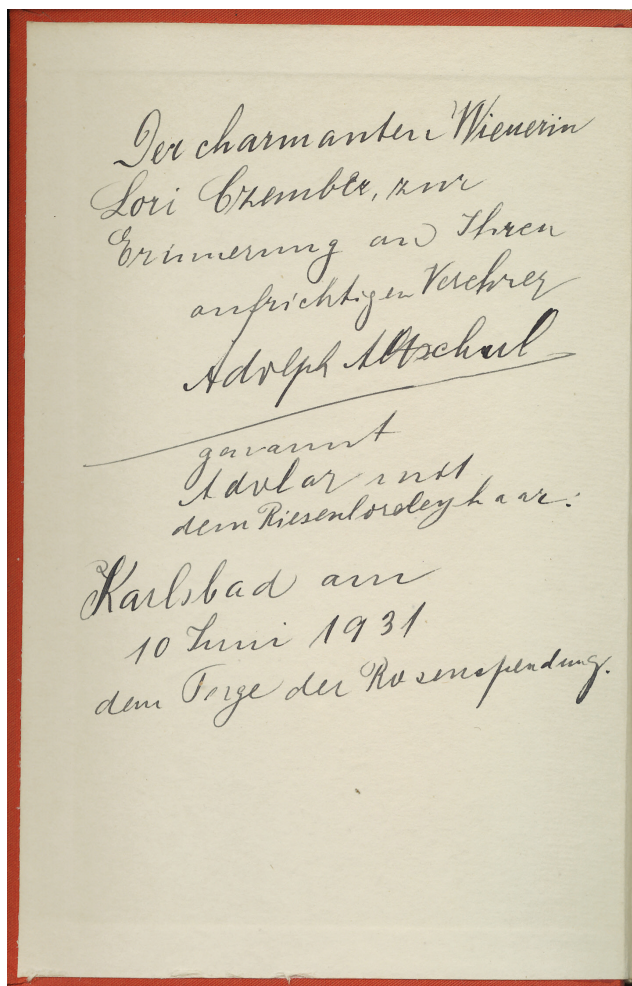 Der charmanten Wienerin
Lori Czember, zur
Erinnerung an Ihren
aufrichtigen Verehrer
Adolph Altschul
genannt
Adolar mit
dem Riesenloreleyhaar.
Karlsbad am
10 Juni 1931
dem Tage der Rosenspendung.